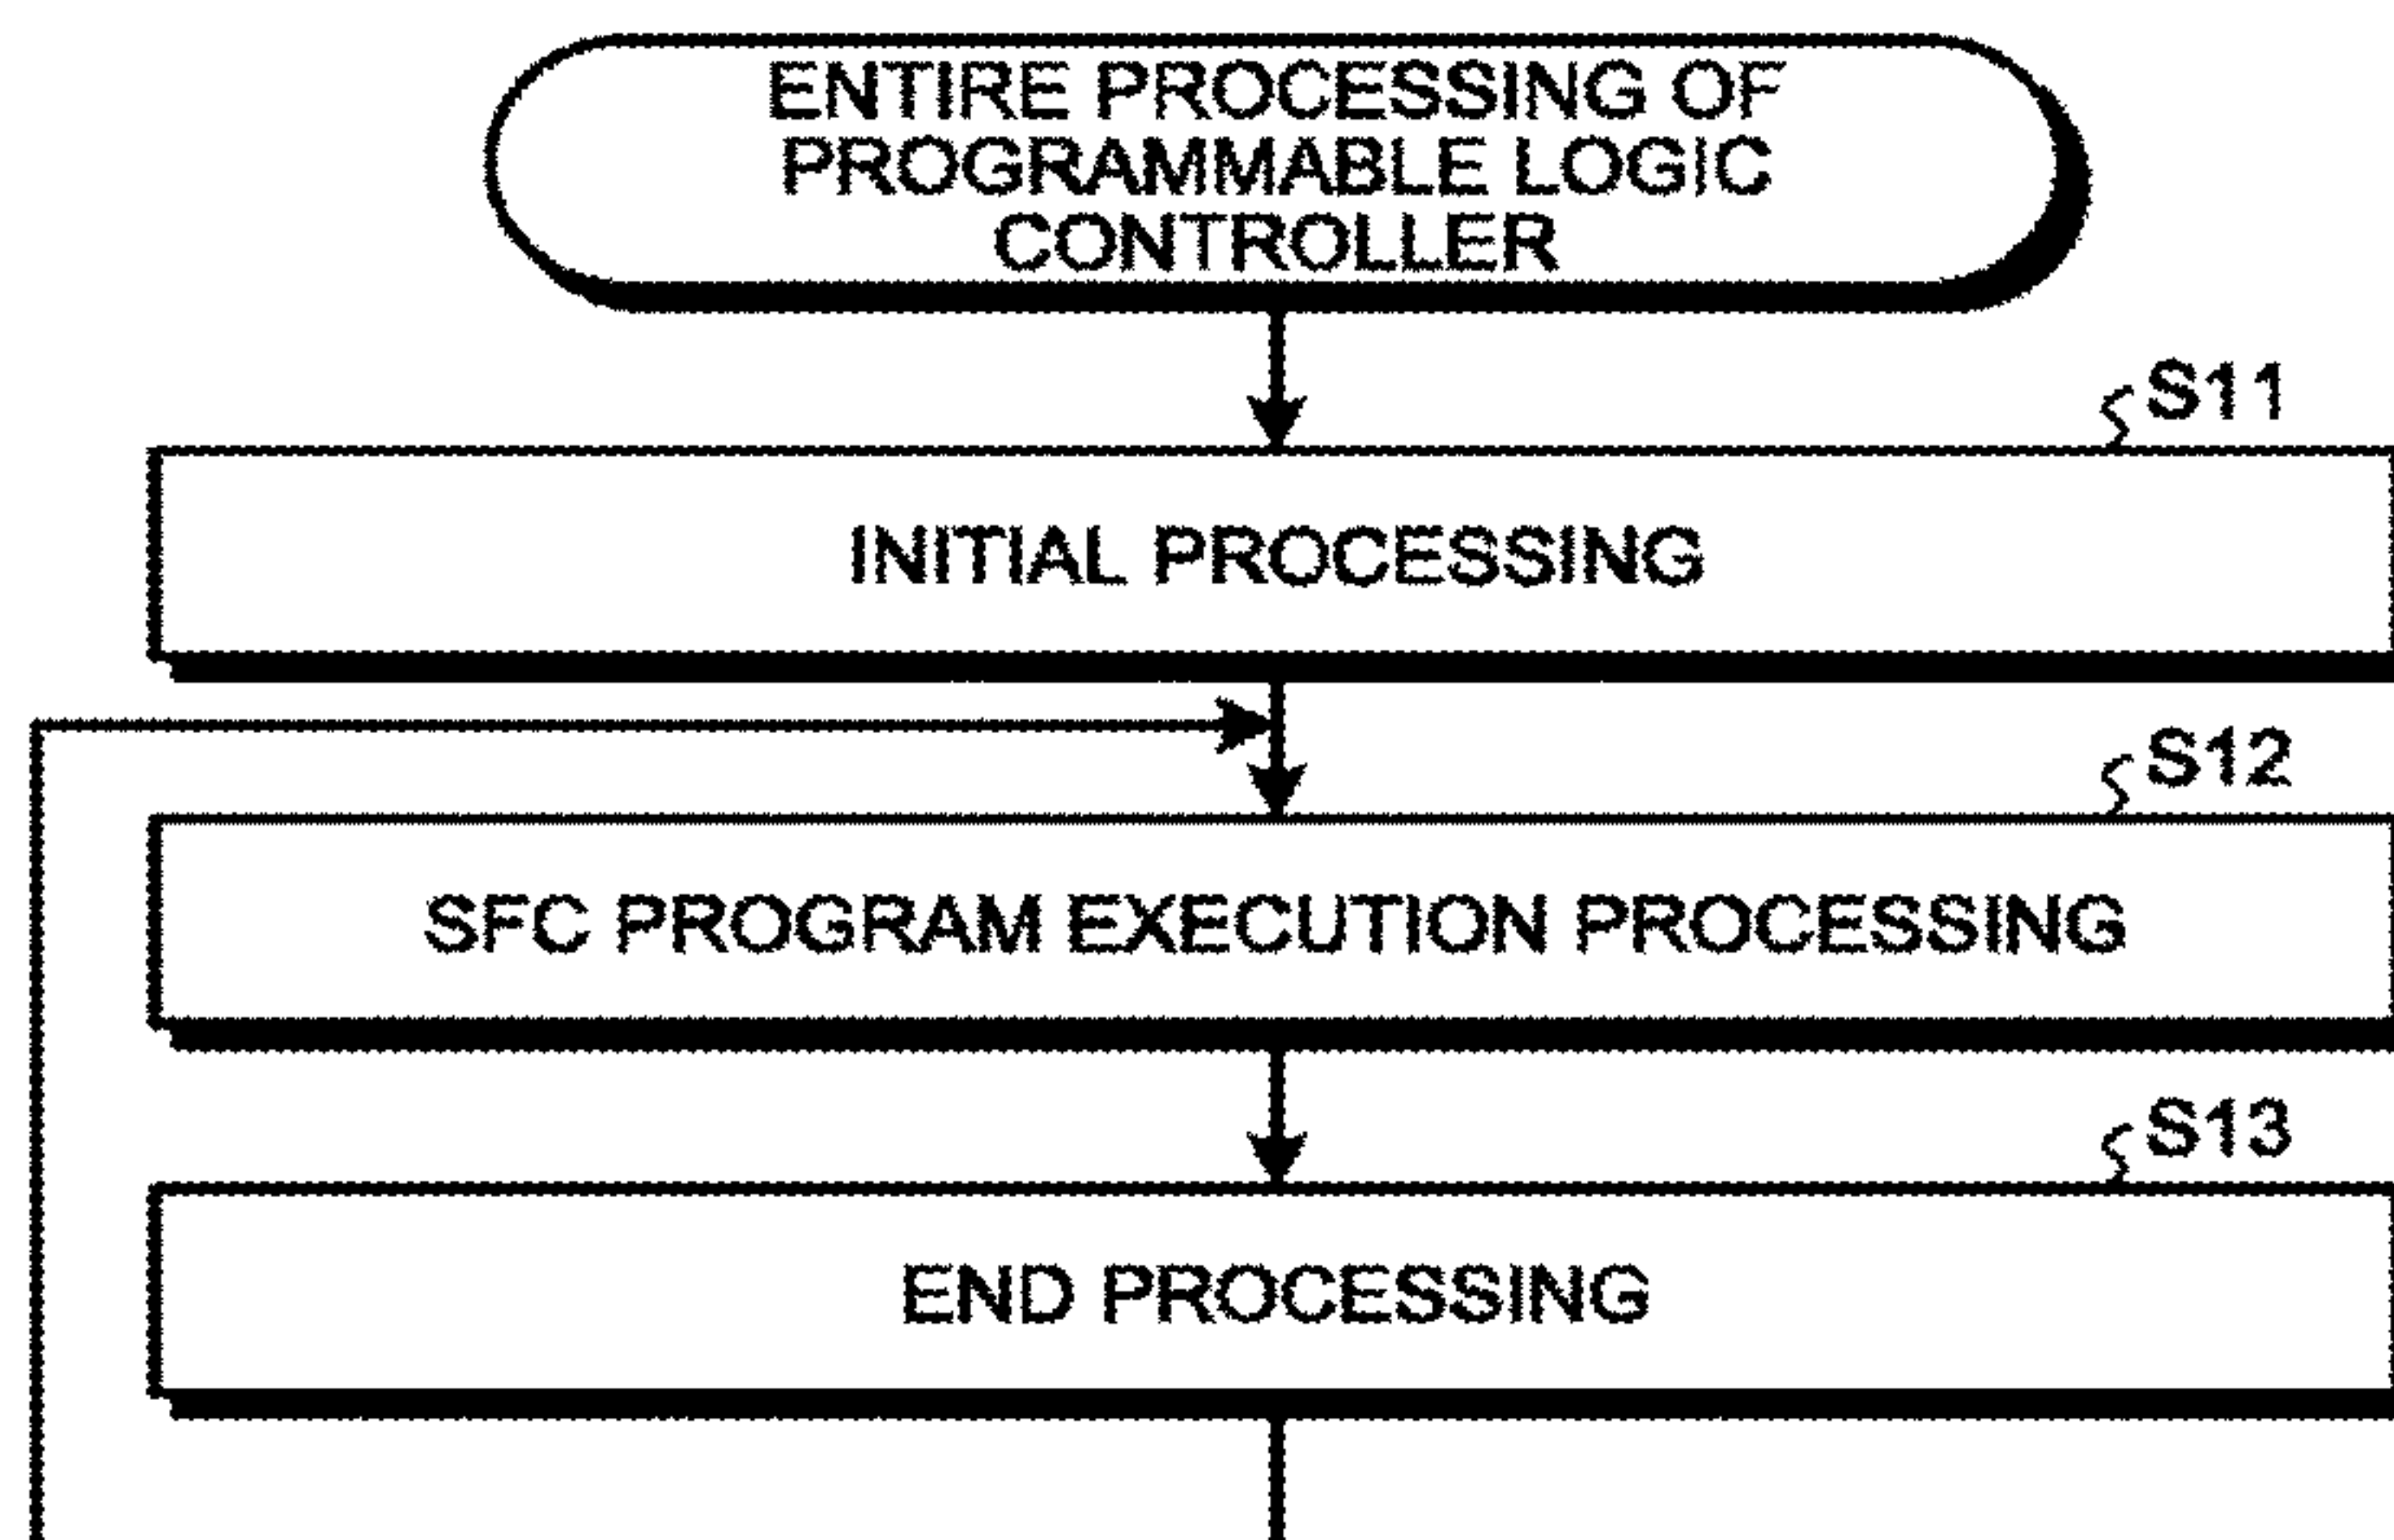 ENTIRE PROCESSING OF
PROGRAMMABLE LOGIC
CONTROLLER
S11
INITIAL PROCESSING
S12
SFC PROGRAM EXECUTION PROCESSING
S13
END PROCESSING